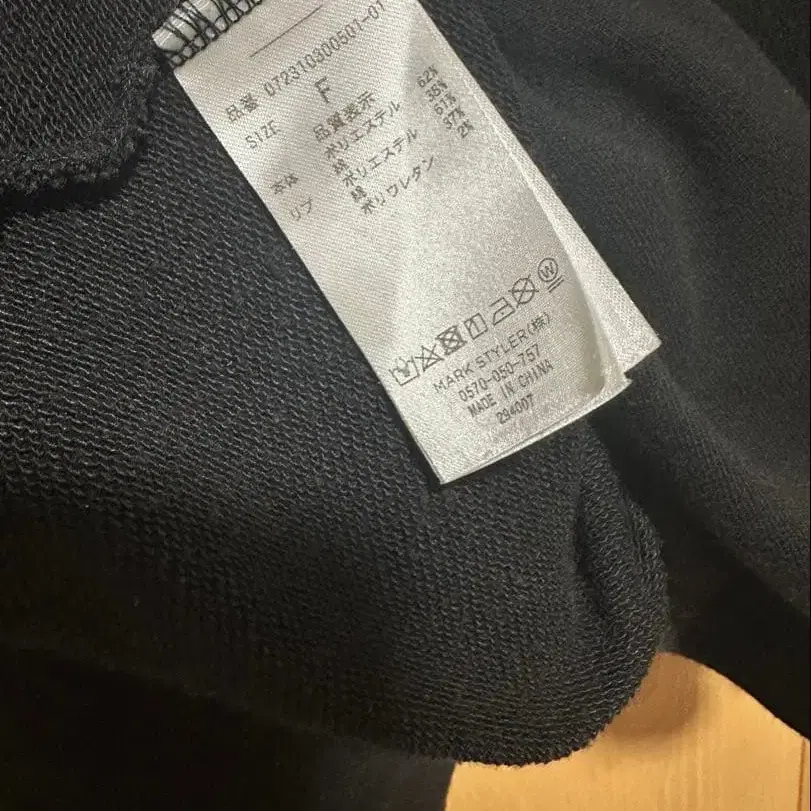 品番 072310300501-01
SIZE F
品質表示
本体 ポリエステル 62%
綿 38%
リブ ポリエステル 61%
綿 37%
ポリウレタン 2%
W
MARK STYLER(株)
0570-050-757
MADE IN CHINA
294007